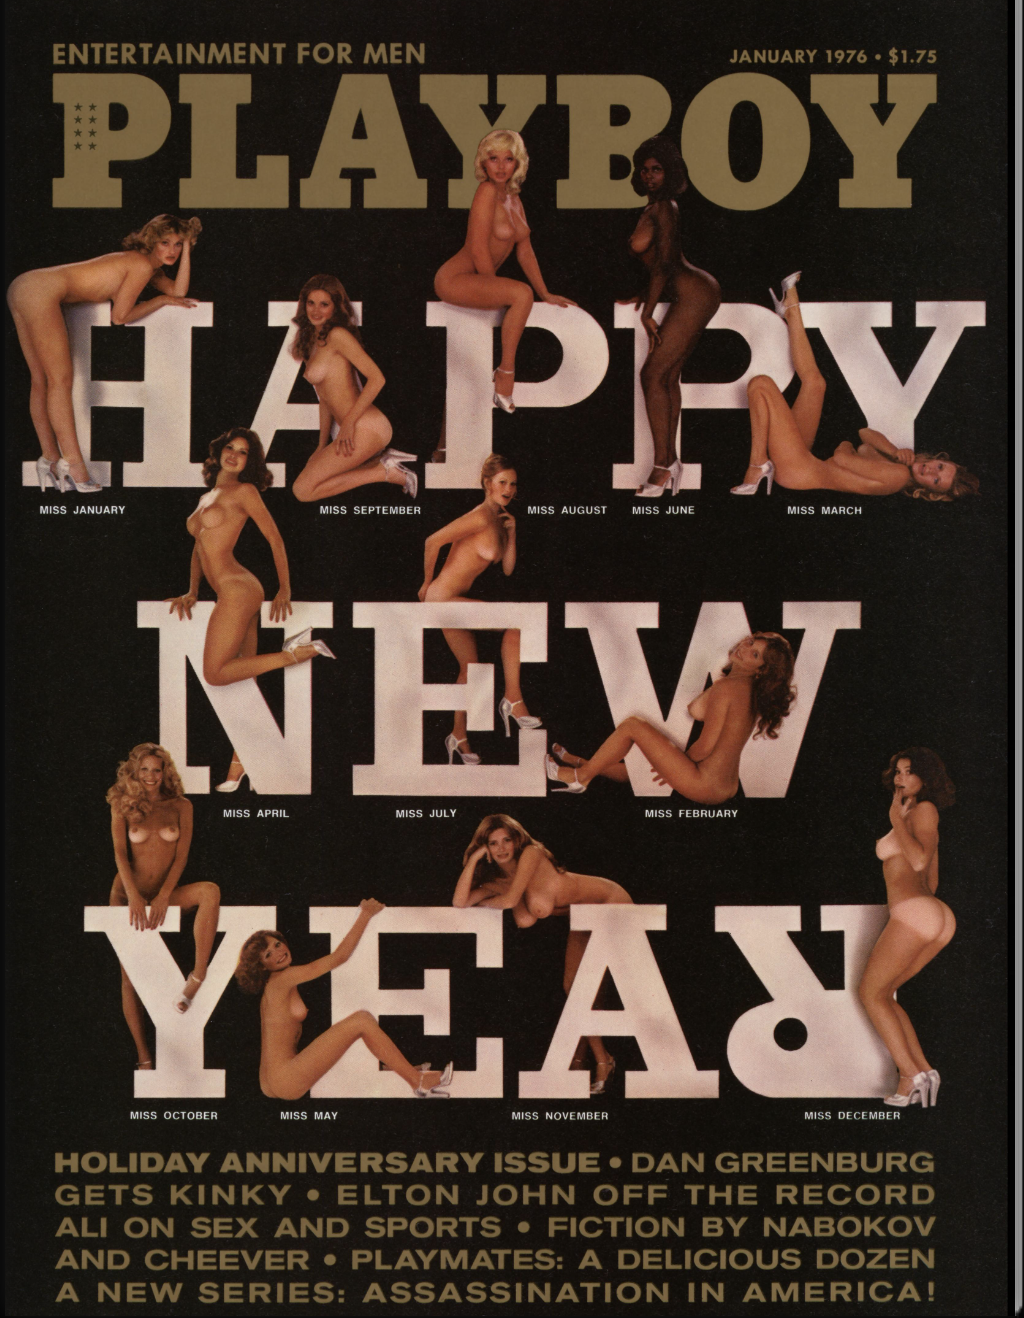 ENTERTAINMENT FOR MEN
JANUARY 1976 • $1.75
PLAYBOY
HAPPY
MISS JANUARY
MISS SEPTEMBER
MISS AUGUST
MISS JUNE
MISS MARCH
NEW
MISS APRIL
MISS JULY
MISS FEBRUARY
YEAR
MISS OCTOBER
MISS MAY
MISS NOVEMBER
MISS DECEMBER
HOLIDAY ANNIVERSARY ISSUE • DAN GREENBURG
GETS KINKY • ELTON JOHN OFF THE RECORD
ALI ON SEX AND SPORTS • FICTION BY NABOKOV
AND CHEEVER • PLAYMATES: A DELICIOUS DOZEN
A NEW SERIES: ASSASSINATION IN AMERICA!